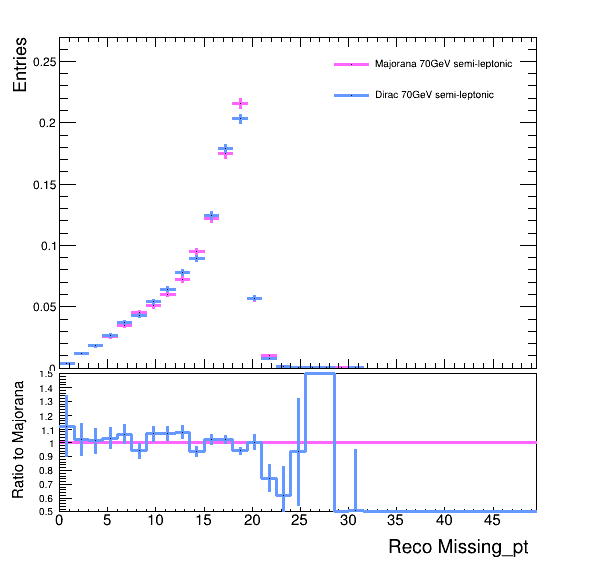 Entries
0.25
0.2
0.15
0.1
0.05
0
Majorana 70GeV semi-leptonic
Dirac 70GeV semi-leptonic
Ratio to Majorana
1.5
1.4
1.3
1.2
1.1
1
0.9
0.8
0.7
0.6
0.5
0 5 10 15 20 25 30 35 40 45
Reco Missing_pt